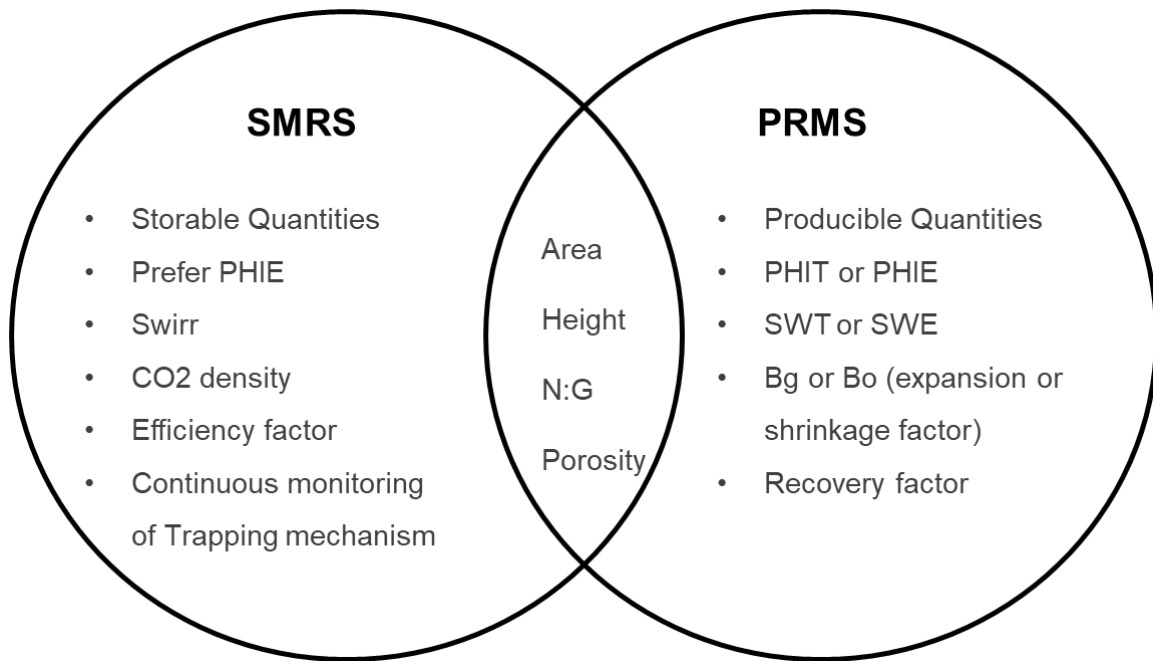 SMRS
• Storable Quantities
• Prefer PHIE
• Swirr
• CO2 density
• Efficiency factor
• Continuous monitoring
of Trapping mechanism
Area
Height
N:G
Porosity
PRMS
• Producible Quantities
• PHIT or PHIE
• SWT or SWE
• Bg or Bo (expansion or
shrinkage factor)
• Recovery factor